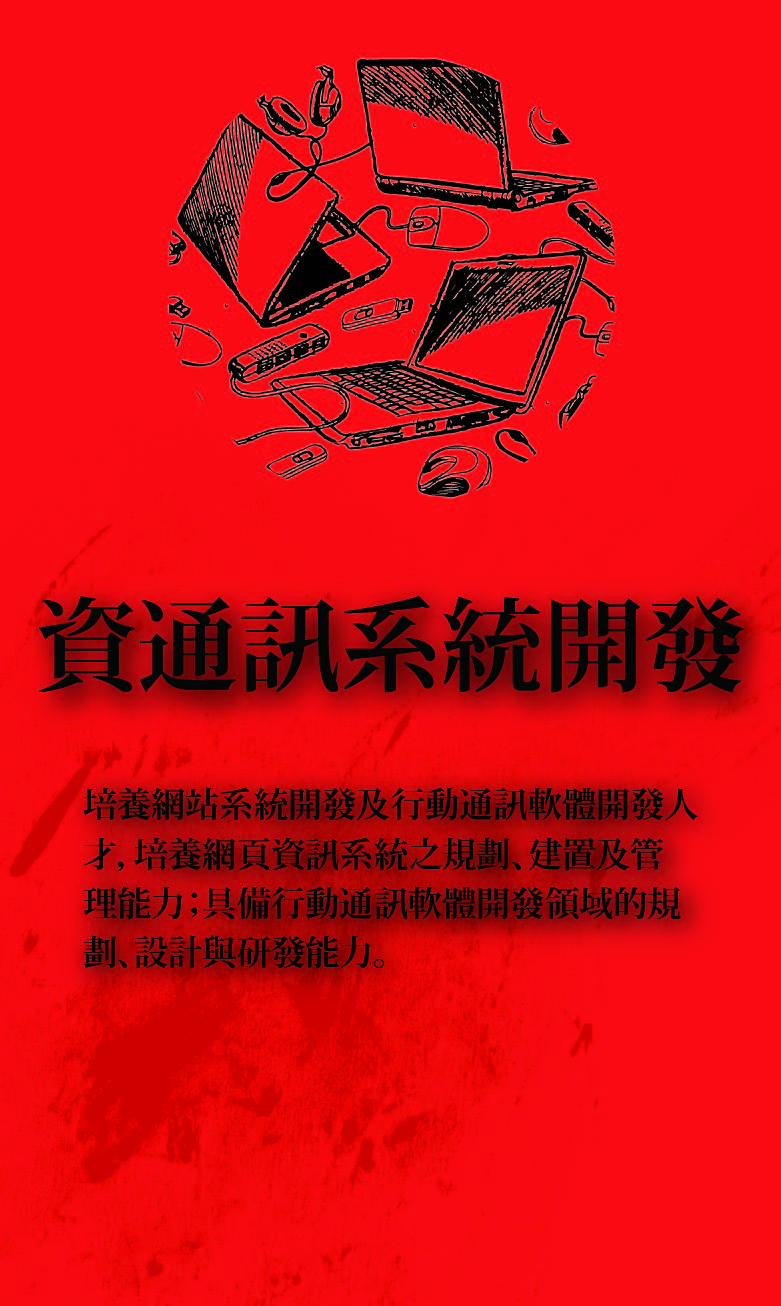 資通訊系統開發
培養網站系統開發及行動通訊軟體開發人
才，培養網頁資訊系統之規劃、建置及管
理能力；具備行動通訊軟體開發領域的規
劃、設計與研發能力。